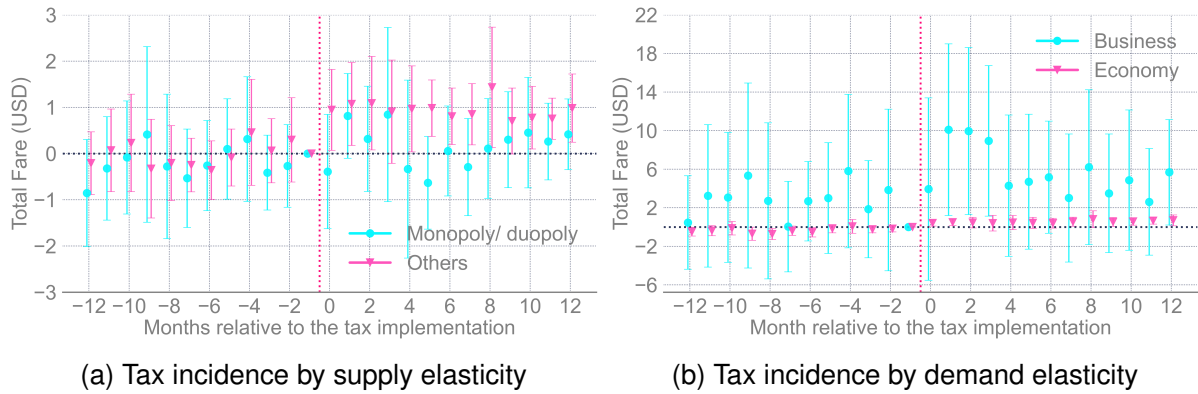 3
2
1
0
−1
−2
−3
Total Fare (USD)
Monopoly/ duopoly
Others
−12 −10 −8 −6 −4 −2 0 2 4 6 8 10 12
Months relative to the tax implementation
(a) Tax incidence by supply elasticity
22
18
14
10
6
2
−2
−6
Total Fare (USD)
Business
Economy
−12 −10 −8 −6 −4 −2 0 2 4 6 8 10 12
Months relative to the tax implementation
(b) Tax incidence by demand elasticity